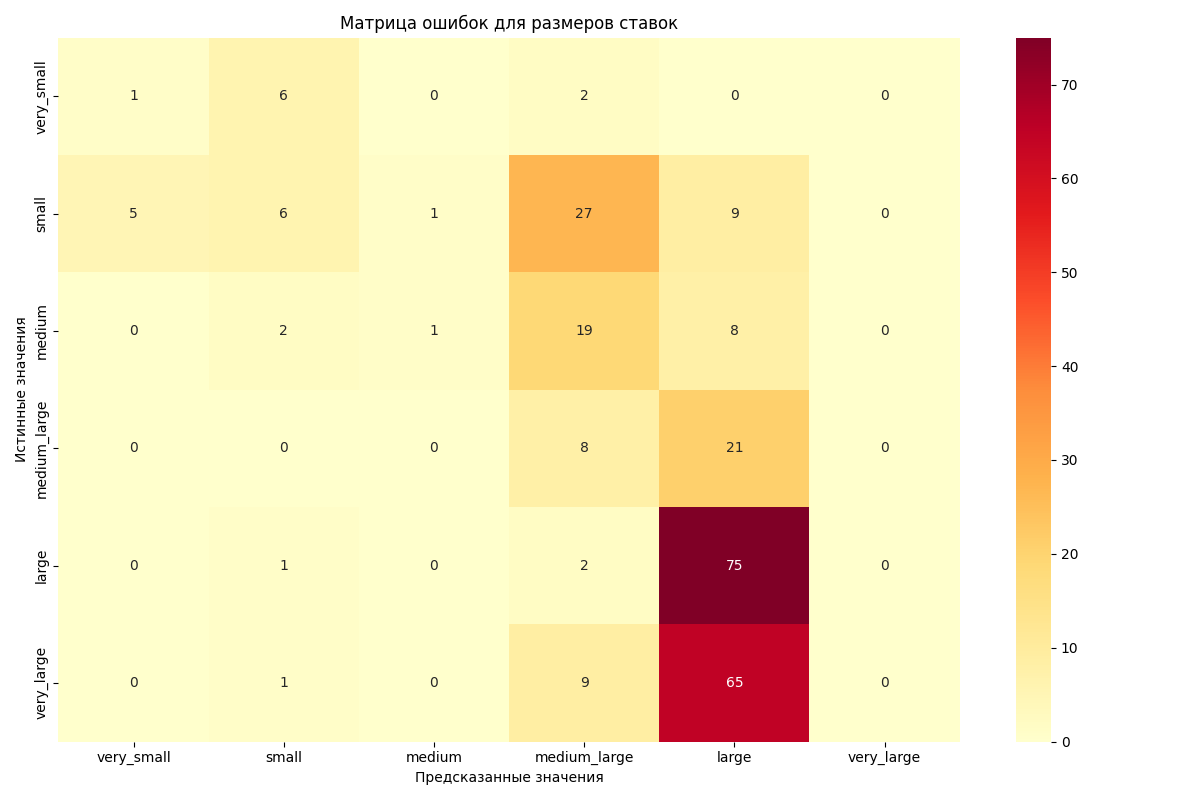 Матрица ошибок для размеров ставок
very_small 1 6 0 2 0 0
small 5 6 1 27 9 0
medium 0 2 1 19 8 0
medium_large 0 0 0 8 21 0
large 0 1 0 2 75 0
very_large 0 1 0 9 65 0
Истинные значения
very_small small medium medium_large large very_large
Предсказанные значения
70
60
50
40
30
20
10
0